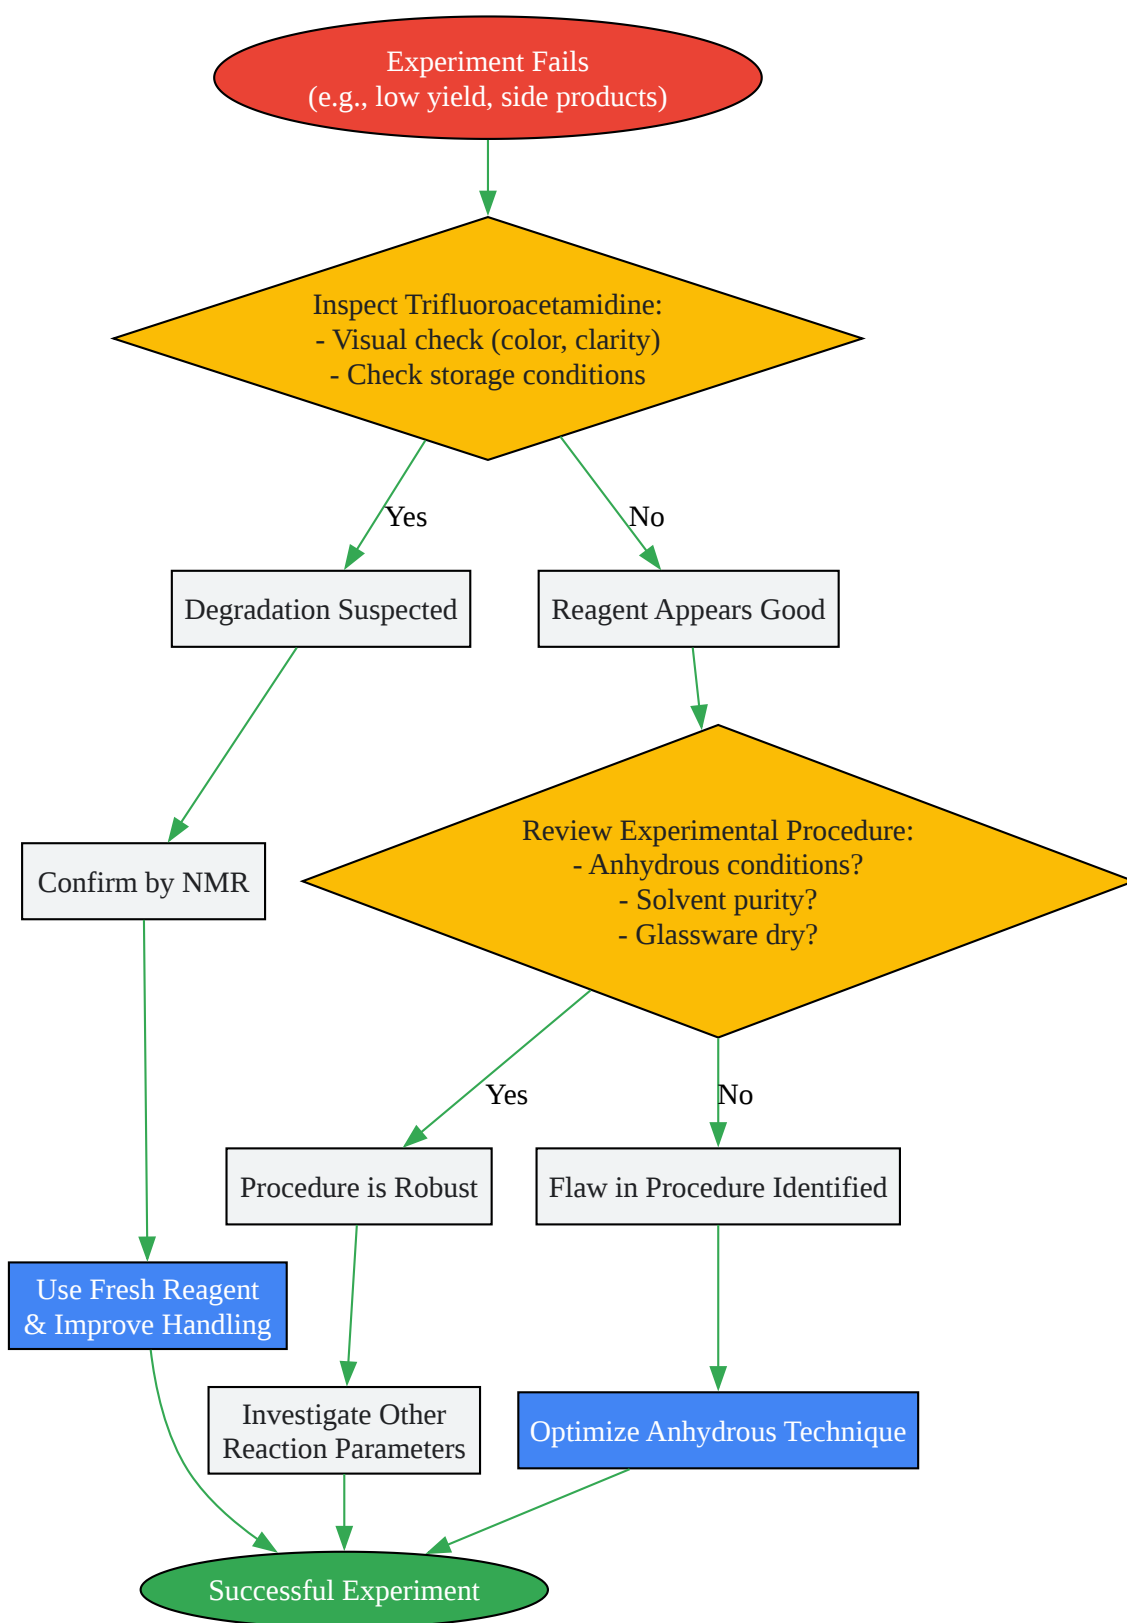 Experiment Fails
(e.g., low yield, side products)
Inspect Trifluoroacetamidine:
- Visual check (color, clarity)
- Check storage conditions
Yes
No
Degradation Suspected
Reagent Appears Good
Confirm by NMR
Review Experimental Procedure:
- Anhydrous conditions?
- Solvent purity?
- Glassware dry?
Yes
No
Procedure is Robust
Flaw in Procedure Identified
Use Fresh Reagent
& Improve Handling
Investigate Other
Reaction Parameters
Optimize Anhydrous Technique
Successful Experiment